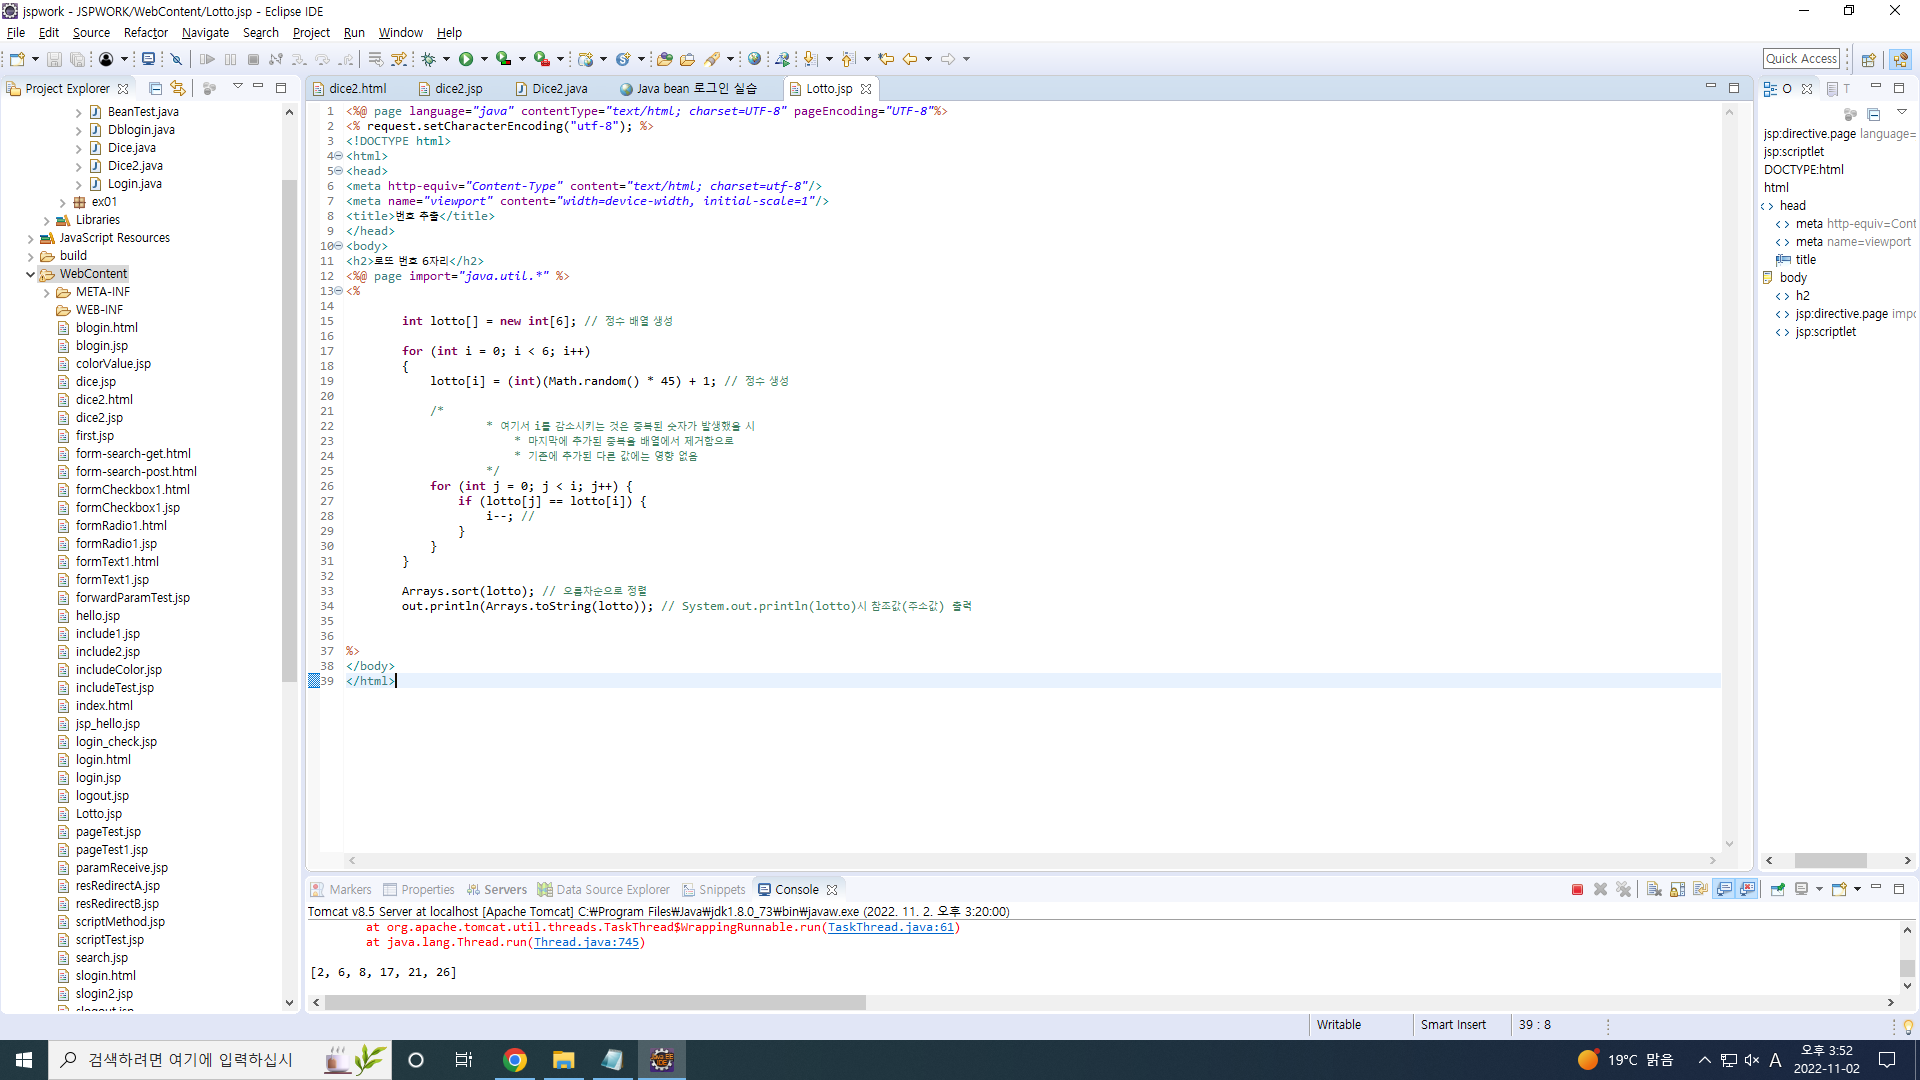 jspwork - JSPWORK/WebContent/Lotto.jsp - Eclipse IDE
File Edit Source Refactor Navigate Search Project Run Window Help
Quick Access
Project Explorer
BeanTest.java
Dblogin.java
Dice.java
Dice2.java
Login.java
ex01
Libraries
JavaScript Resources
build
WebContent
META-INF
WEB-INF
blogin.html
blogin.jsp
colorValue.jsp
dice.jsp
dice2.html
dice2.jsp
first.jsp
form-search-get.html
form-search-post.html
formCheckbox1.html
formCheckbox1.jsp
formRadio1.html
formRadio1.jsp
formText1.html
formText1.jsp
forwardParamTest.jsp
hello.jsp
include1.jsp
include2.jsp
includeColor.jsp
includeTest.jsp
index.html
jsp_hello.jsp
login_check.jsp
login.html
login.jsp
logout.jsp
Lotto.jsp
pageTest.jsp
pageTest1.jsp
paramReceive.jsp
resRedirectA.jsp
resRedirectB.jsp
scriptMethod.jsp
scriptTest.jsp
search.jsp
slogin.html
slogin2.jsp
slogout.jsp
dice2.html dice2.jsp Dice2.java Java bean 로그인 실습 Lotto.jsp
1 <%@ page language="java" contentType="text/html; charset=UTF-8" pageEncoding="UTF-8"%>
2 <% request.setCharacterEncoding("utf-8"); %>
3 <!DOCTYPE html>
4 <html>
5 <head>
6 <meta http-equiv="Content-Type" content="text/html; charset=utf-8"/>
7 <meta name="viewport" content="width=device-width, initial-scale=1"/>
8 <title>번호 추출</title>
9 </head>
10 <body>
11 <h2>로또 번호 6자리</h2>
12 <%@ page import="java.util.*" %>
13 <%
14
15 int lotto[] = new int[6]; // 정수 배열 생성
16
17 for (int i = 0; i < 6; i++)
18 {
19 lotto[i] = (int)(Math.random() * 45) + 1; // 정수 생성
20
21 /*
22 * 여기서 i를 감소시키는 것은 중복된 숫자가 발생했을 시
23 * 마지막에 추가된 중복을 배열에서 제거함으로
24 * 기존에 추가된 다른 값에는 영향 없음
25 */
26 for (int j = 0; j < i; j++) {
27 if (lotto[j] == lotto[i]) {
28 i--; //
29 }
30 }
31 }
32
33 Arrays.sort(lotto); // 오름차순으로 정렬
34 out.println(Arrays.toString(lotto)); // System.out.println(lotto)시 참조값(주소값) 출력
35
36
37 %>
38 </body>
39 </html>
O T
jsp:directive.page language=
jsp:scriptlet
DOCTYPE:html
html
head
meta http-equiv=Cont
meta name=viewport
title
body
h2
jsp:directive.page impo
jsp:scriptlet
Markers Properties Servers Data Source Explorer Snippets Console
Tomcat v8.5 Server at localhost [Apache Tomcat] C:₩Program Files₩Java₩jdk1.8.0_73₩bin₩javaw.exe (2022. 11. 2. 오후 3:20:00)
at org.apache.tomcat.util.threads.TaskThread$WrappingRunnable.run(TaskThread.java:61)
at java.lang.Thread.run(Thread.java:745)
[2, 6, 8, 17, 21, 26]
Writable Smart Insert 39 : 8
검색하려면 여기에 입력하십시
19°C 맑음
A
오후 3:52
2022-11-02